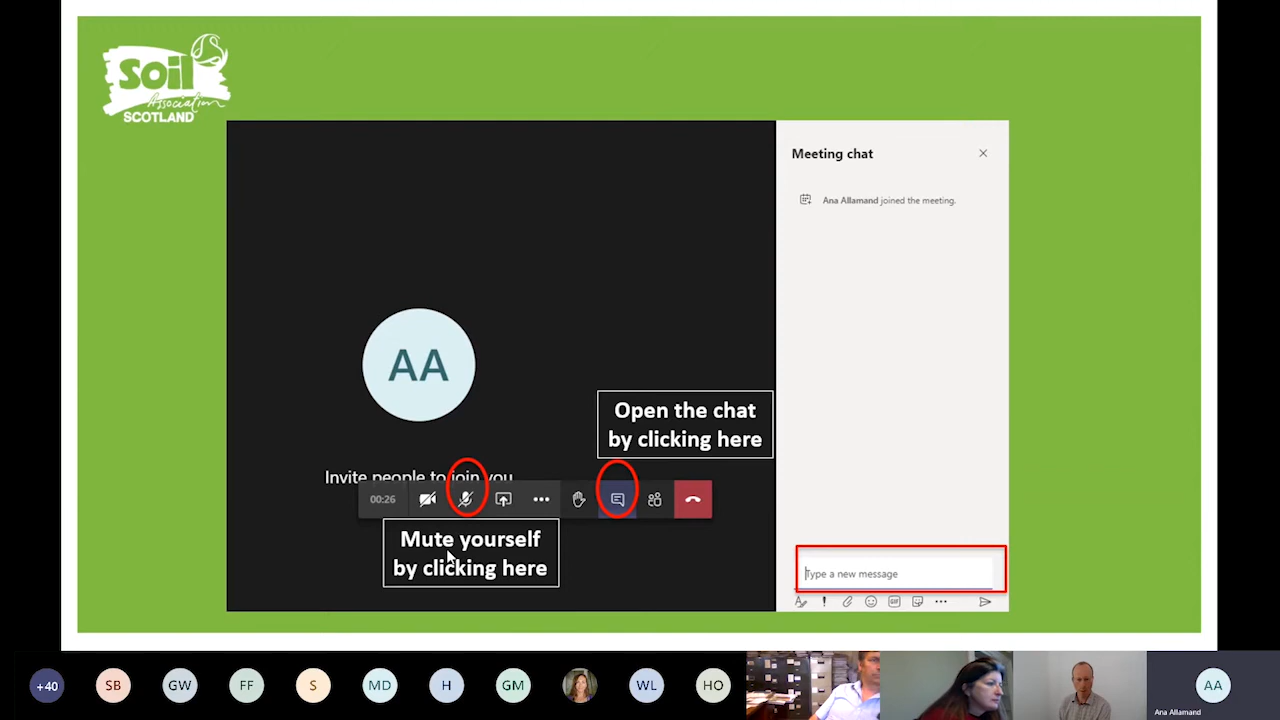 Soil
Association
SCOTLAND
Meeting chat
Ana Allamand joined the meeting.
AA
Open the chat
by clicking here
Invite people to join you
00:26
Mute yourself
by clicking here
Type a new message
GIF
+40
SB
GW
FF
S
MD
H
GM
WL
HO
AA
Ana Allamand